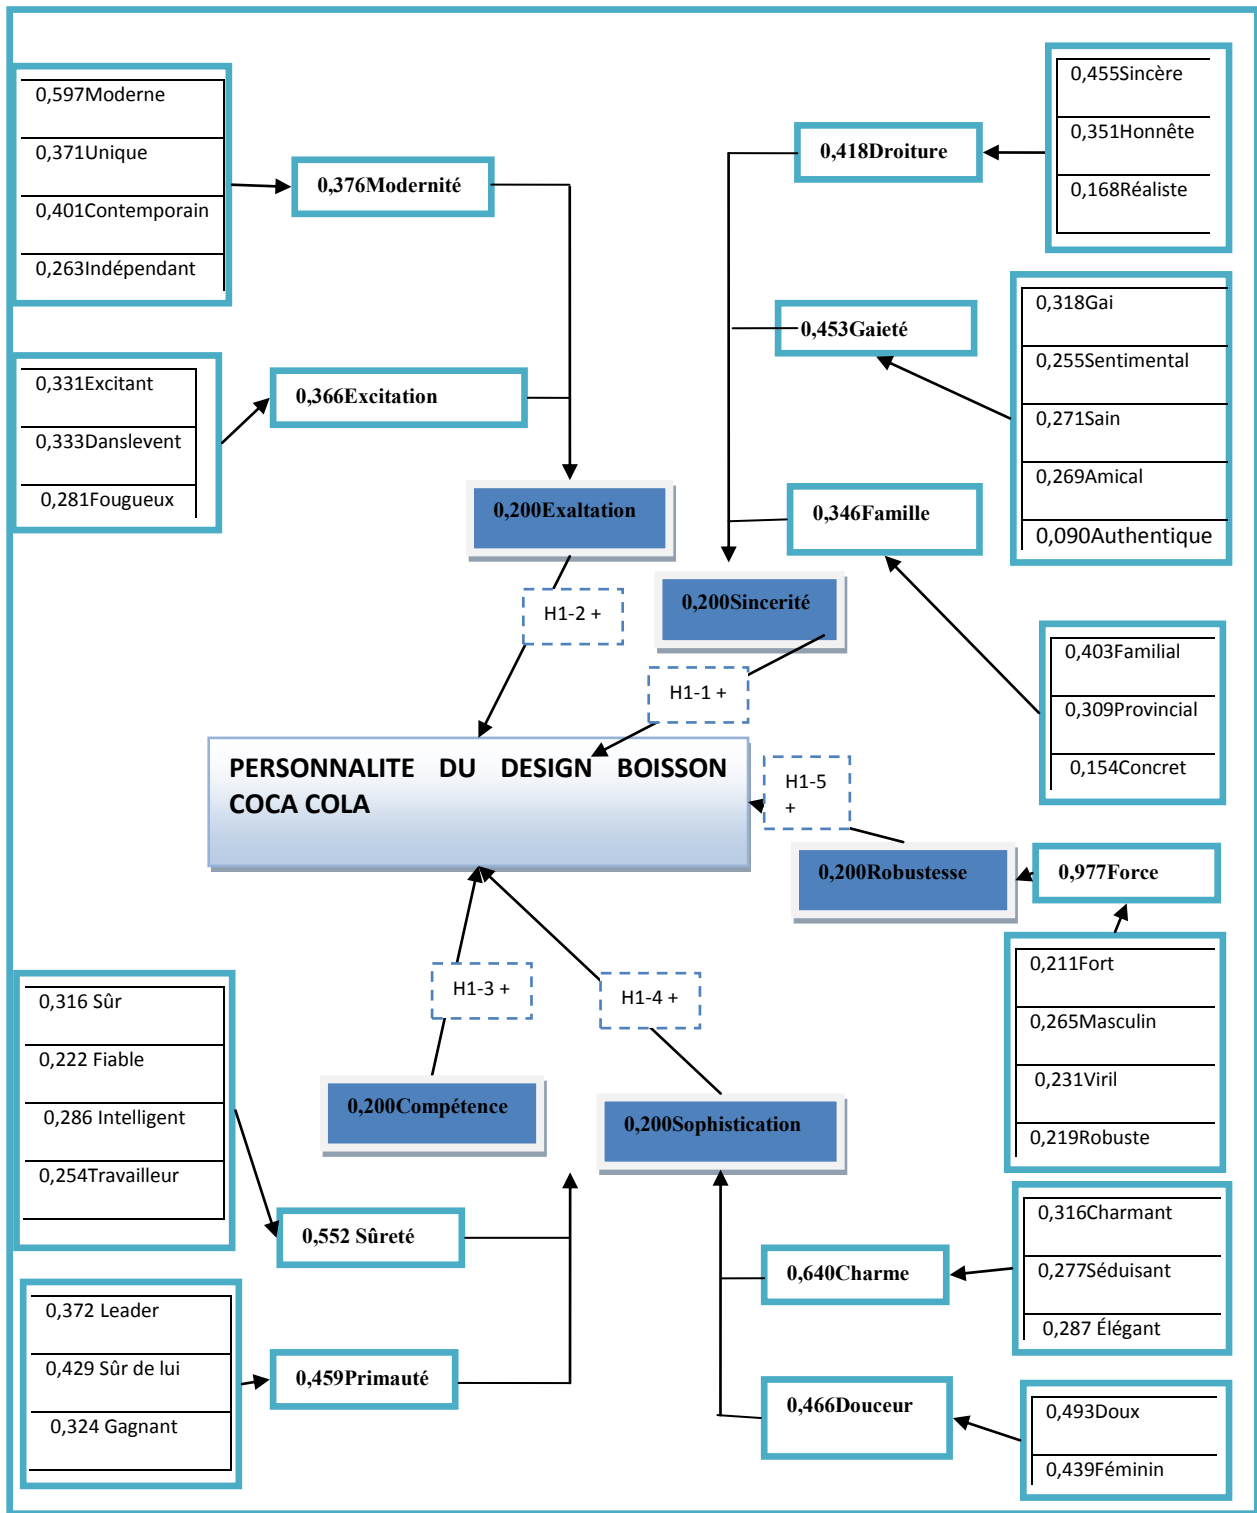 0,597Moderne
0,371Unique
0,401Contemporain
0,263Indépendant
0,376Modernité
0,331Excitant
0,333Danslevent
0,281Fougueux
0,366Excitation
0,200Exaltation
H1-2 +
0,455Sincère
0,351Honnête
0,168Réaliste
0,418Droiture
0,318Gai
0,255Sentimental
0,271Sain
0,269Amical
0,090Authentique
0,453Gaieté
0,346Famille
0,200Sincerité
H1-1 +
0,403Familial
0,309Provincial
0,154Concret
PERSONNALITE DU DESIGN BOISSON
COCA COLA
H1-5
+
0,200Robustesse
0,977Force
0,211Fort
0,265Masculin
0,231Viril
0,219Robuste
H1-3 +
H1-4 +
0,200Compétence
0,200Sophistication
0,316 Sûr
0,222 Fiable
0,286 Intelligent
0,254Travailleur
0,552 Sûreté
0,372 Leader
0,429 Sûr de lui
0,324 Gagnant
0,459Primauté
0,640Charme
0,316Charmant
0,277Séduisant
0,287 Élégant
0,466Douceur
0,493Doux
0,439Féminin